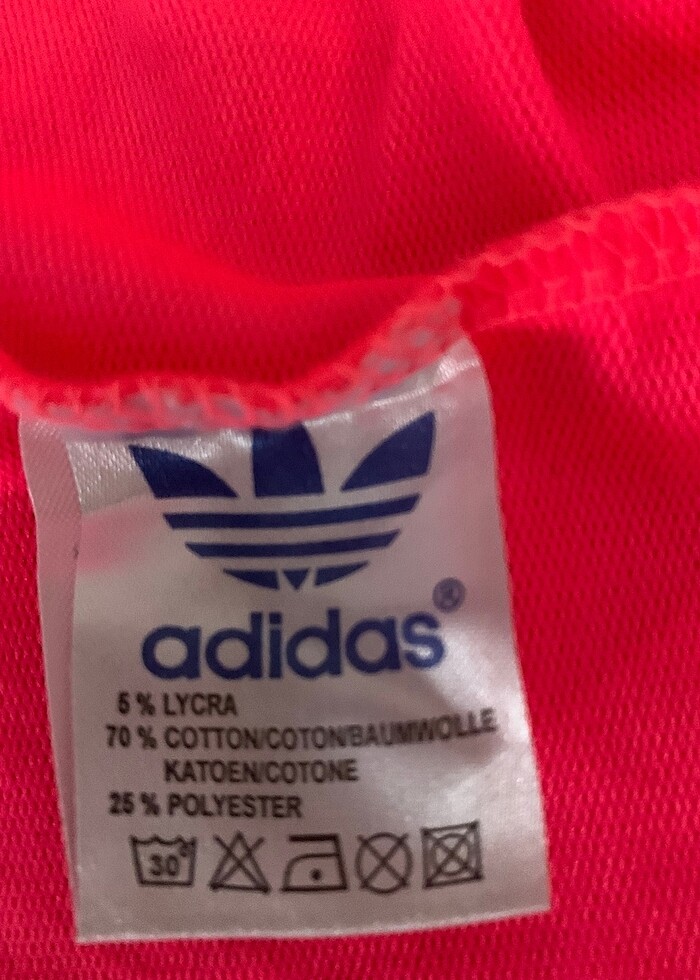 adidas®
5 % LYCRA
70 % COTTON/COTON/BAUMWOLLE
KATOEN/COTONE
25 % POLYESTER
30°